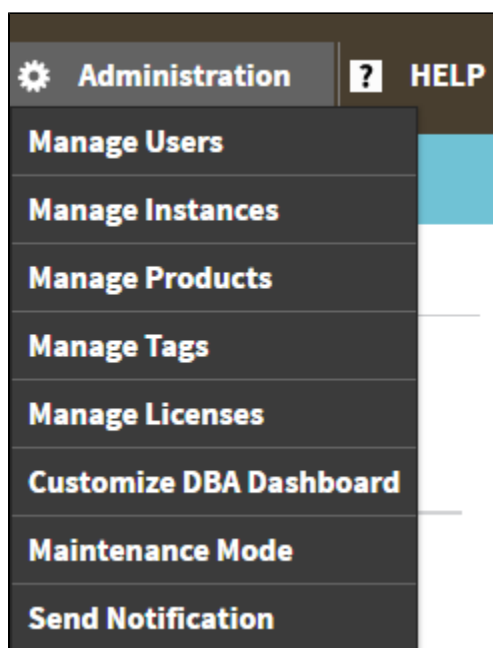 Administration ? HELP
Manage Users
Manage Instances
Manage Products
Manage Tags
Manage Licenses
Customize DBA Dashboard
Maintenance Mode
Send Notification